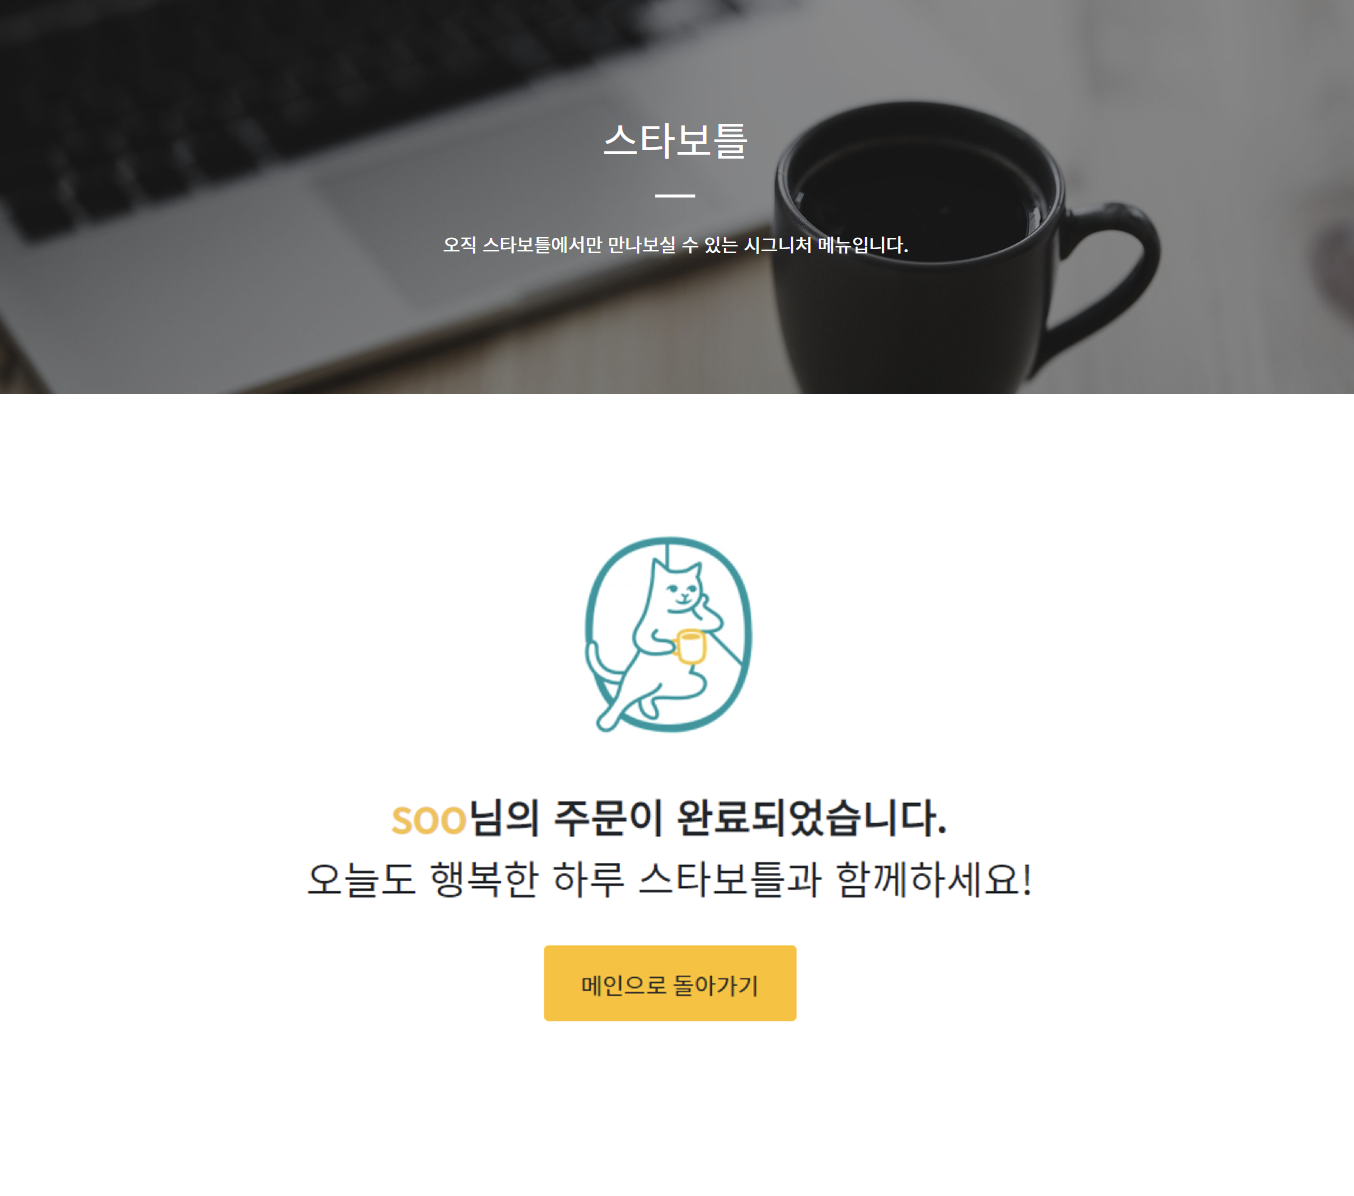 스타보틀
오직 스타보틀에서만 만나보실 수 있는 시그니처 메뉴입니다.
soo님의 주문이 완료되었습니다.
오늘도 행복한 하루 스타보틀과 함께하세요!
메인으로 돌아가기